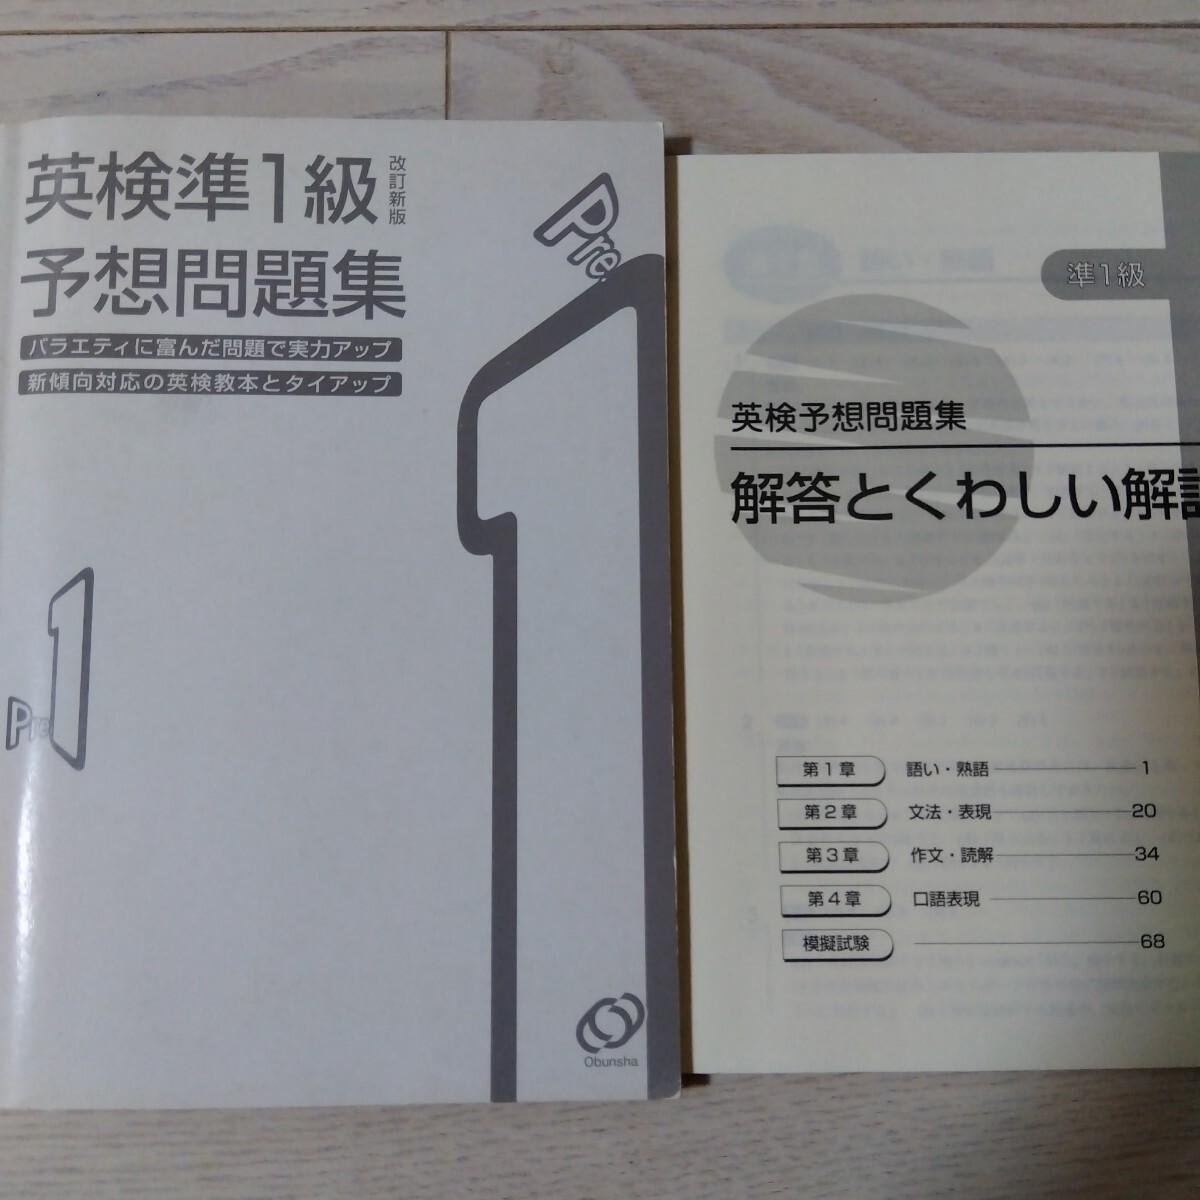 英検準1級
改訂新版
予想問題集
バラエティに富んだ問題で実力アップ
新傾向対応の英検教本とタイアップ
Pre
1
Pre
1
Obunsha
準1級
英検予想問題集
解答とくわしい解説
第1章 語い・熟語 1
第2章 文法・表現 20
第3章 作文・読解 34
第4章 口語表現 60
模擬試験 68